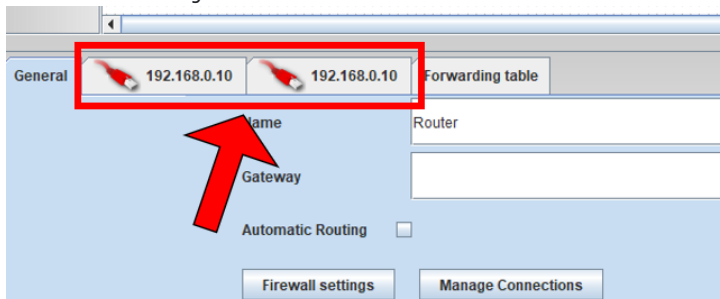 General 192.168.0.10 192.168.0.10 Forwarding table
Name Router
Gateway
Automatic Routing
Firewall settings Manage Connections